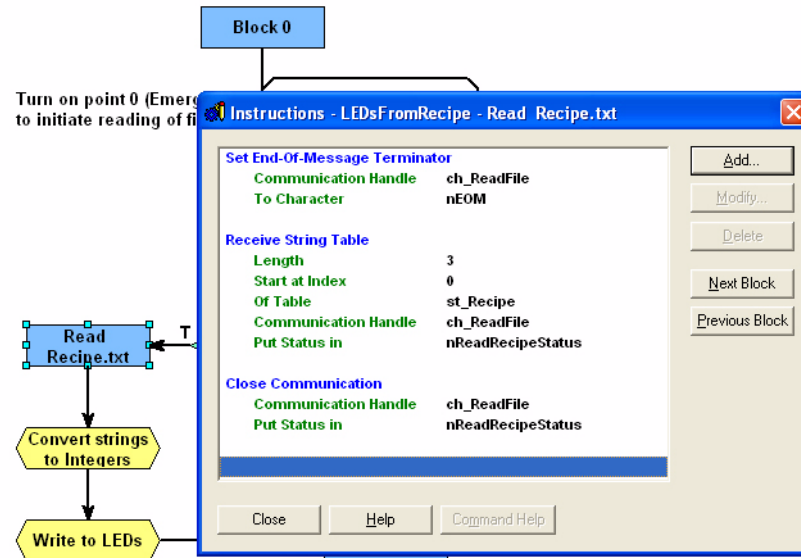 Block 0
Turn on point 0 (Emerg
to initiate reading of fi
Instructions - LEDsFromRecipe - Read Recipe.txt
Set End-Of-Message Terminator
Communication Handle ch_ReadFile
To Character nEOM
Receive String Table
Length 3
Start at Index 0
Of Table st_Recipe
Communication Handle ch_ReadFile
Put Status in nReadRecipeStatus
Close Communication
Communication Handle ch_ReadFile
Put Status in nReadRecipeStatus
Add...
Modify...
Delete
Next Block
Previous Block
Close
Help
Command Help
Read
Recipe.txt
T
Convert strings
to Integers
Write to LEDs